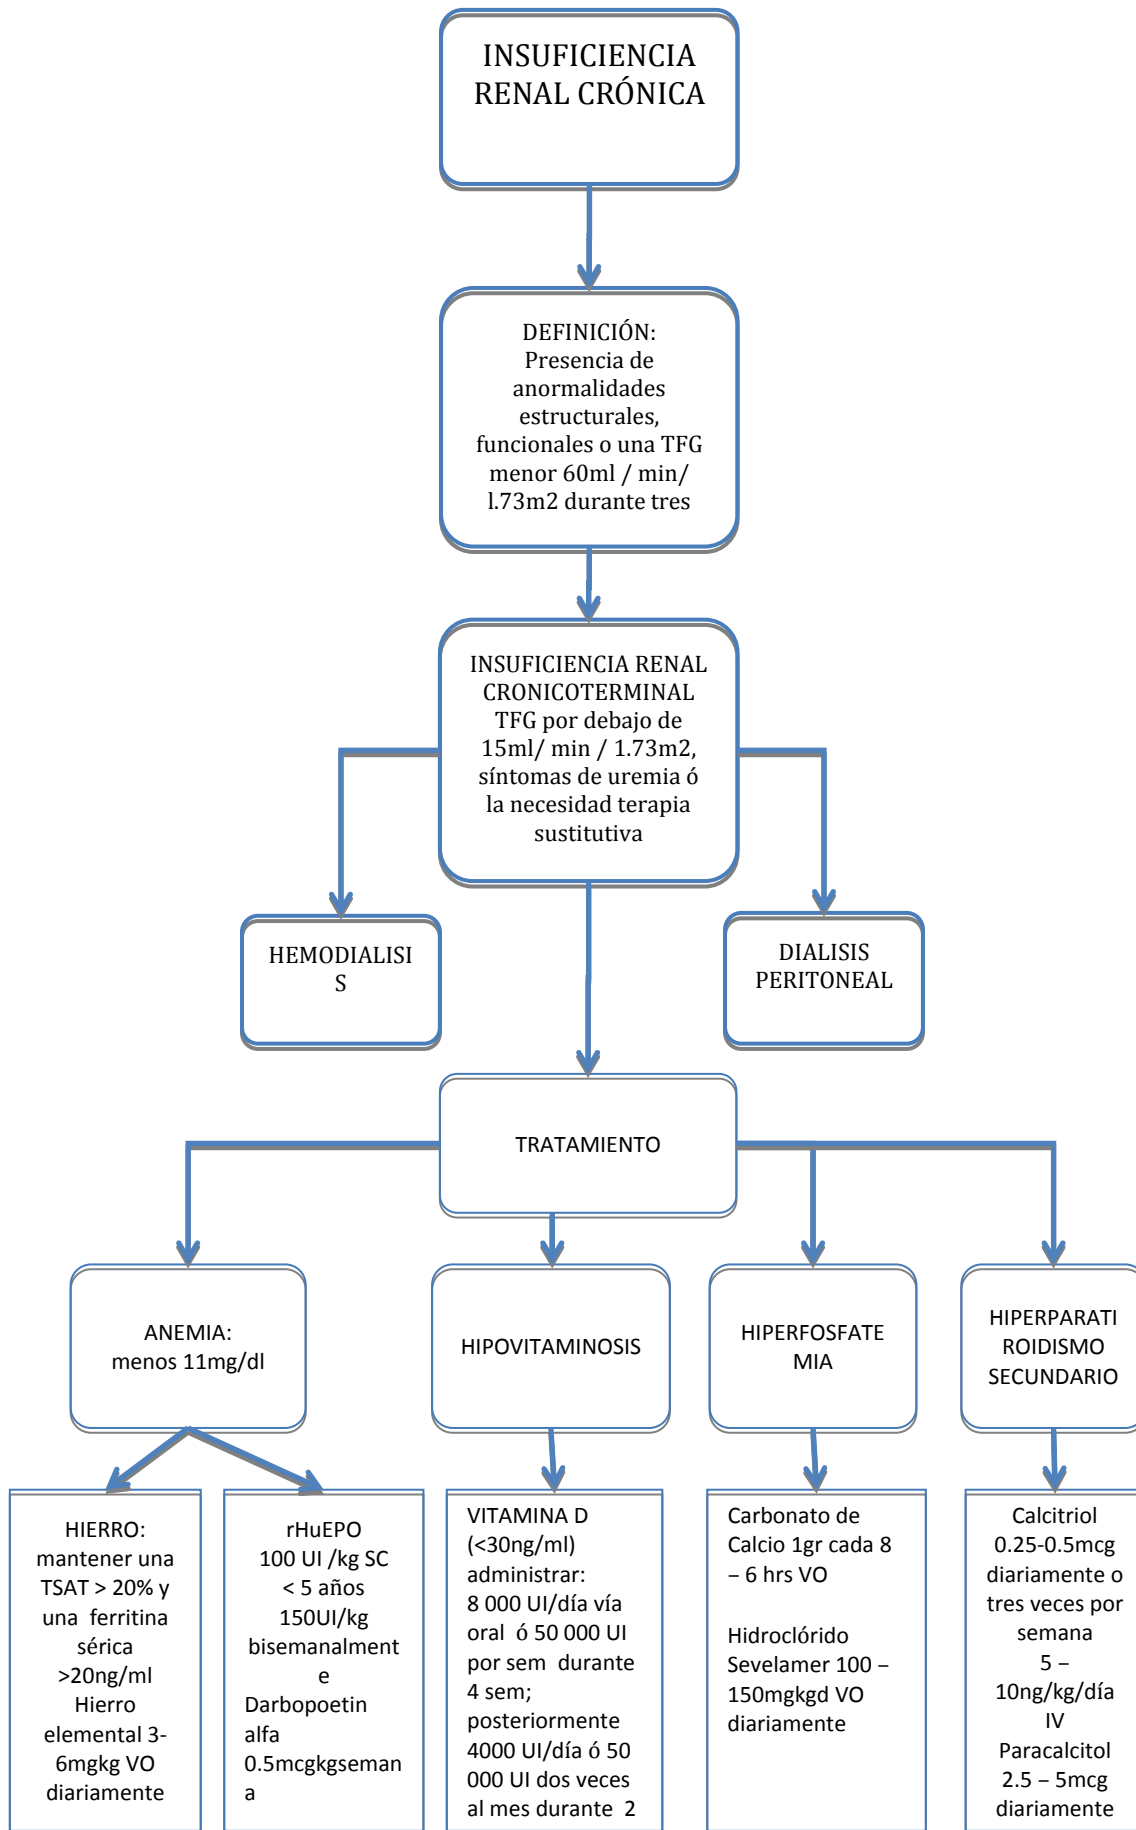 INSUFICIENCIA
RENAL CRÓNICA
DEFINICIÓN:
Presencia de
anormalidades
estructurales,
funcionales o una TFG
menor 60ml / min/
l.73m2 durante tres
INSUFICIENCIA RENAL
CRONICOTERMINAL
TFG por debajo de
15ml/ min / 1.73m2,
síntomas de uremia ó
la necesidad terapia
sustitutiva
HEMODIALISI
S
DIALISIS
PERITONEAL
TRATAMIENTO
ANEMIA:
menos 11mg/dl
HIPOVITAMINOSIS
HIPERFOSFATE
MIA
HIPERPARATI
ROIDISMO
SECUNDARIO
HIERRO:
mantener una
TSAT > 20% y
una ferritina
sérica
>20ng/ml
Hierro
elemental 3-
6mgkg VO
diariamente
rHuEPO
100 UI /kg SC
< 5 años
150UI/kg
bisemanalment
e
Darbopoetin
alfa
0.5mcgkgseman
a
VITAMINA D
(<30ng/ml)
administrar:
8 000 UI/día vía
oral ó 50 000 UI
por sem durante
4 sem;
posteriormente
4000 UI/día ó 50
000 UI dos veces
al mes durante 2
Carbonato de
Calcio 1gr cada 8
– 6 hrs VO
Hidroclórido
Sevelamer 100 –
150mgkgd VO
diariamente
Calcitriol
0.25-0.5mcg
diariamente o
tres veces por
semana
5 –
10ng/kg/día
IV
Paracalcitol
2.5 – 5mcg
diariamente